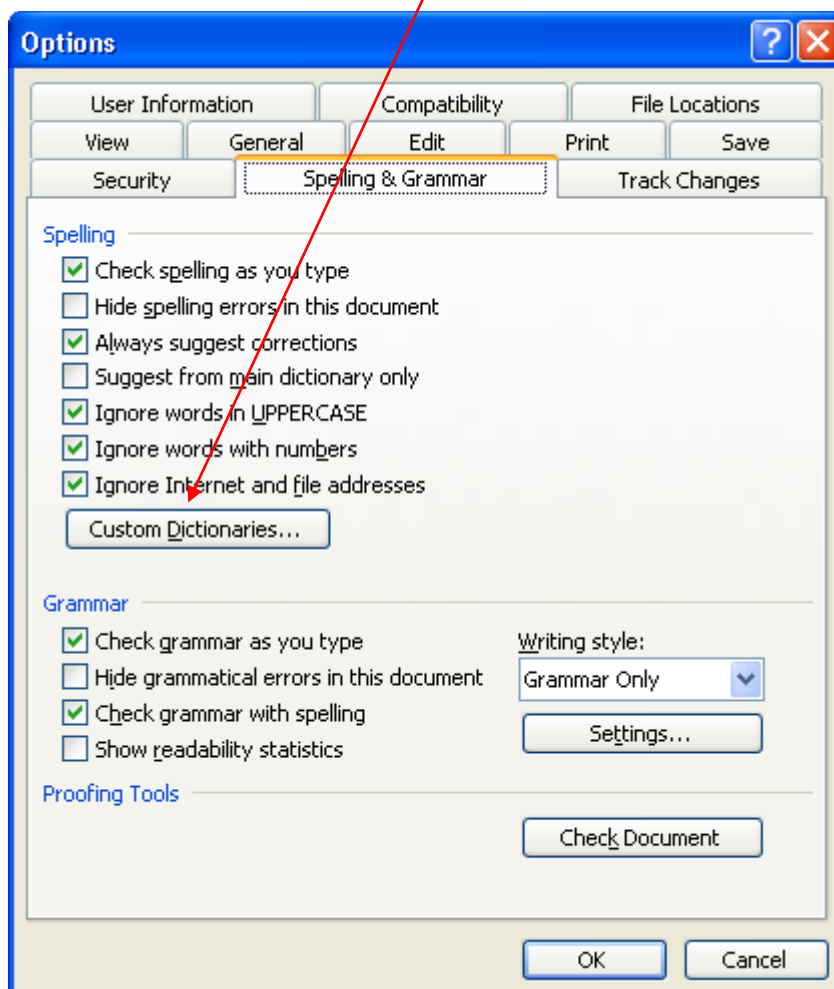 Options
User Information Compatibility File Locations
View General Edit Print Save
Security Spelling & Grammar Track Changes
Spelling
Check spelling as you type
Hide spelling errors in this document
Always suggest corrections
Suggest from main dictionary only
Ignore words in UPPERCASE
Ignore words with numbers
Ignore Internet and file addresses
Custom Dictionaries...
Grammar
Check grammar as you type Writing style:
Hide grammatical errors in this document Grammar Only
Check grammar with spelling
Show readability statistics Settings...
Proofing Tools
Check Document
OK Cancel